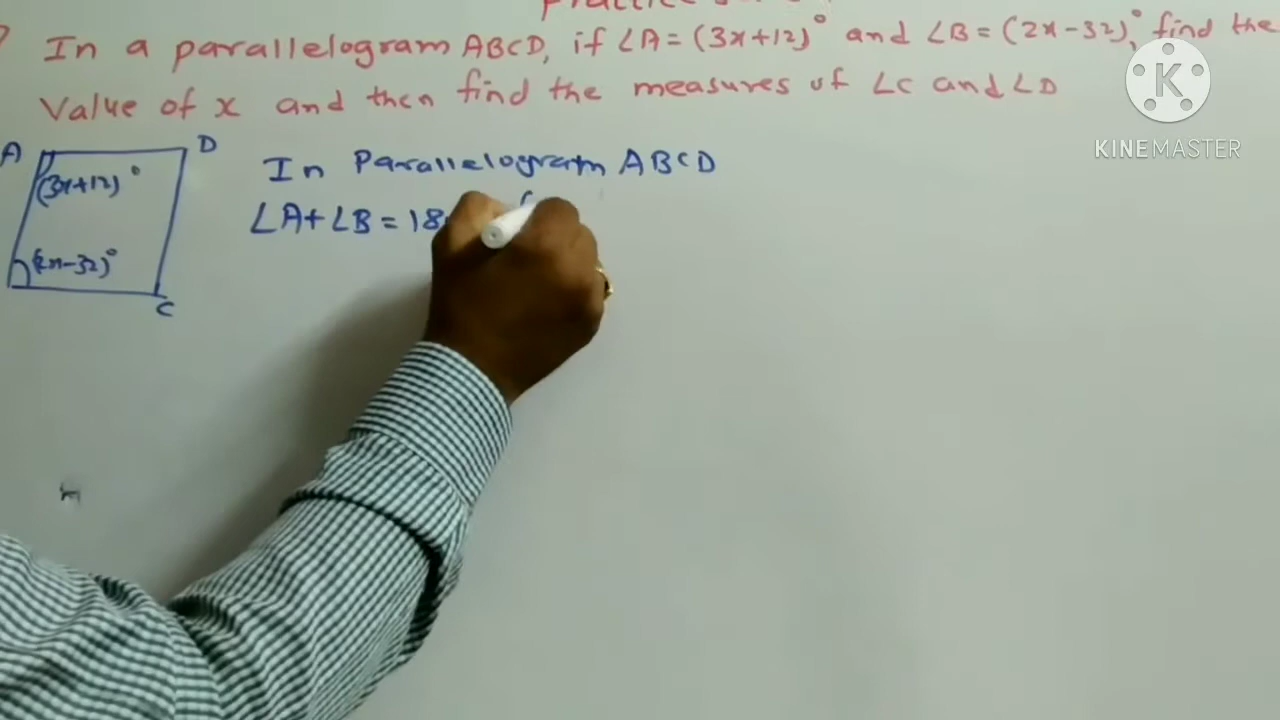 In a parallelogram ABCD, if ∠A = (3x+12)° and ∠B = (2x-32)°, find the
Value of x and then find the measures of ∠C and ∠D
K
KINEMASTER
A
D
(3x+12)°
(2x-32)°
C
In Parallelogram ABCD
∠A+∠B = 18